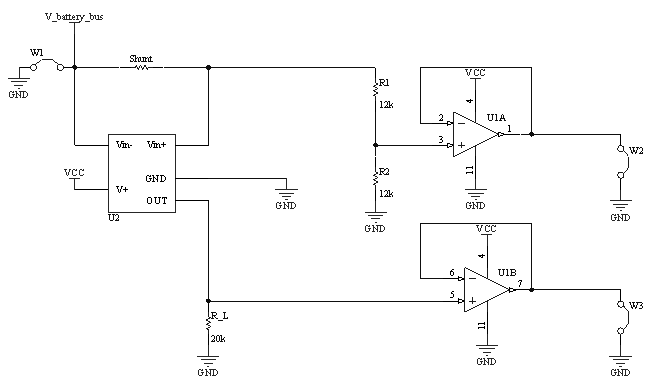 V_battery_bus
W1
GND
Shunt
Vin-
Vin+
GND
V+
OUT
U2
VCC
GND
R_L
20k
GND
R1
12k
R2
12k
GND
VCC
4
2
3
U1A
1
11
GND
W2
GND
VCC
4
6
5
U1B
7
11
GND
W3
GND